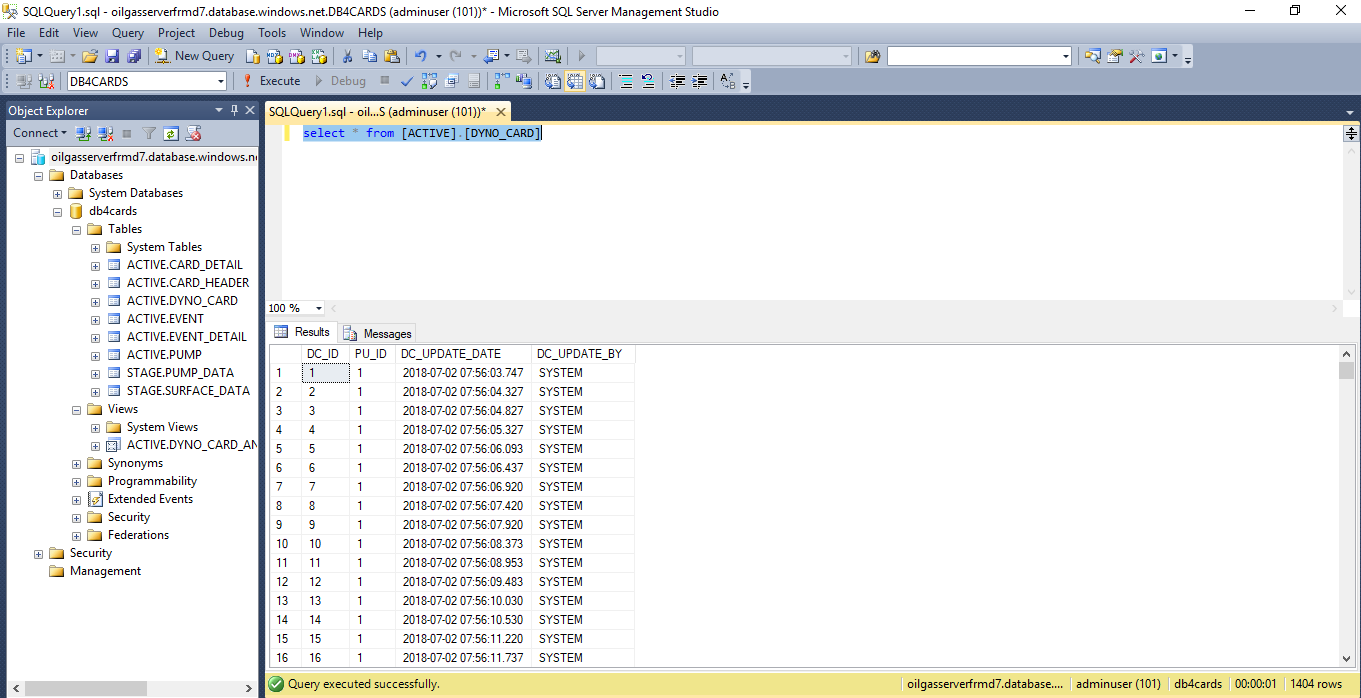 SQLQuery1.sql - oilgasserverfrmd7.database.windows.net.DB4CARDS (adminuser (101))* - Microsoft SQL Server Management Studio
File Edit View Query Project Debug Tools Window Help
New Query
DB4CARDS Execute Debug
Object Explorer
Connect
oilgasserverfrmd7.database.windows.n
Databases
System Databases
db4cards
Tables
System Tables
ACTIVE.CARD_DETAIL
ACTIVE.CARD_HEADER
ACTIVE.DYNO_CARD
ACTIVE.EVENT
ACTIVE.EVENT_DETAIL
ACTIVE.PUMP
STAGE.PUMP_DATA
STAGE.SURFACE_DATA
Views
System Views
ACTIVE.DYNO_CARD_AN
Synonyms
Programmability
Extended Events
Security
Federations
Security
Management
SQLQuery1.sql - oil...S (adminuser (101))*
select * from [ACTIVE].[DYNO_CARD]
100 %
Results Messages
DC_ID PU_ID DC_UPDATE_DATE DC_UPDATE_BY
1 1 1 2018-07-02 07:56:03.747 SYSTEM
2 2 1 2018-07-02 07:56:04.327 SYSTEM
3 3 1 2018-07-02 07:56:04.827 SYSTEM
4 4 1 2018-07-02 07:56:05.327 SYSTEM
5 5 1 2018-07-02 07:56:06.093 SYSTEM
6 6 1 2018-07-02 07:56:06.437 SYSTEM
7 7 1 2018-07-02 07:56:06.920 SYSTEM
8 8 1 2018-07-02 07:56:07.420 SYSTEM
9 9 1 2018-07-02 07:56:07.920 SYSTEM
10 10 1 2018-07-02 07:56:08.373 SYSTEM
11 11 1 2018-07-02 07:56:08.953 SYSTEM
12 12 1 2018-07-02 07:56:09.483 SYSTEM
13 13 1 2018-07-02 07:56:10.030 SYSTEM
14 14 1 2018-07-02 07:56:10.530 SYSTEM
15 15 1 2018-07-02 07:56:11.220 SYSTEM
16 16 1 2018-07-02 07:56:11.737 SYSTEM
Query executed successfully. oilgasserverfrmd7.database.... adminuser (101) db4cards 00:00:01 1404 rows